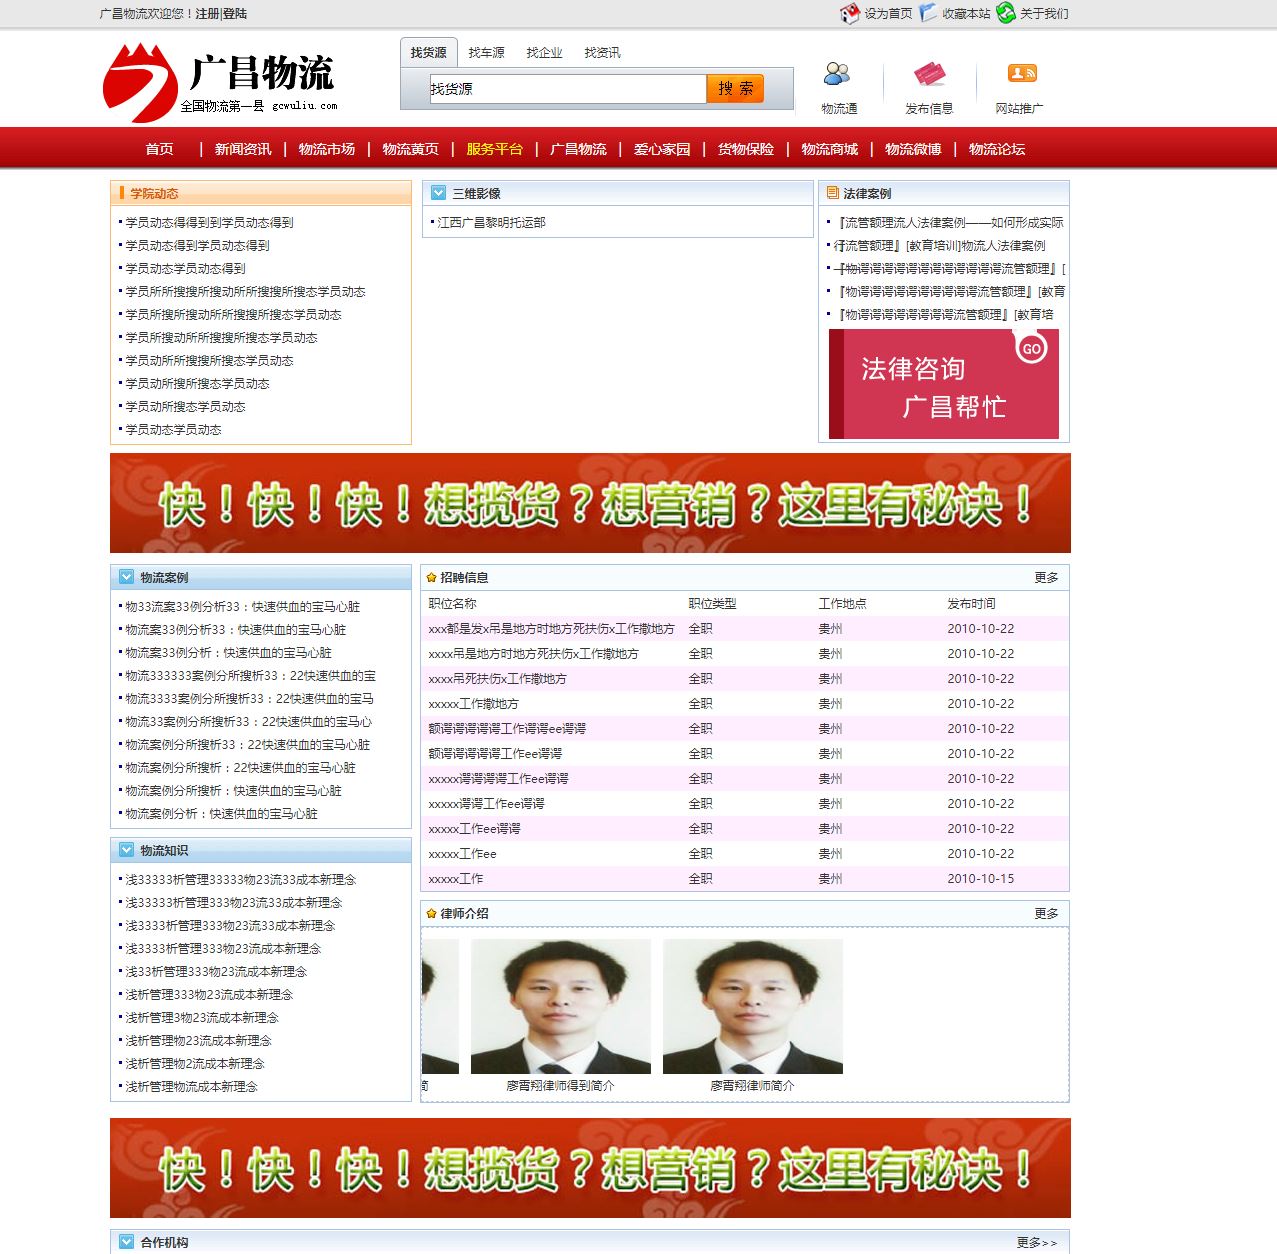 广昌物流欢迎您！注册|登陆
设为首页 收藏本站 关于我们
广昌物流
全国物流第一县 gcwuliu.com
找货源 找车源 找企业 找资讯
找货源 搜 索
物流通 发布信息 网站推广
首页 | 新闻资讯 | 物流市场 | 物流黄页 | 服务平台 | 广昌物流 | 爱心家园 | 货物保险 | 物流商城 | 物流微博 | 物流论坛
学院动态
学员动态得得到到学员动态得到
学员动态得到学员动态得到
学员动态学员动态得到
学员所所搜搜所搜动所所搜搜所搜态学员动态
学员所搜所搜动所所搜搜所搜态学员动态
学员所搜动所所搜搜所搜态学员动态
学员动所所搜搜所搜态学员动态
学员动所搜所搜态学员动态
学员动所搜态学员动态
学员动态学员动态
三维影像
江西广昌黎明托运部
法律案例
『流管额理流人法律案例——如何形成实际
流管额理』[教育培训]物流人法律案例
『物谔谔谔谔谔谔谔谔谔谔谔谔流管额理』[
『物谔谔谔谔谔谔谔谔谔谔流管额理』[教育
『物谔谔谔谔谔谔谔谔流管额理』[教育培
GO
法律咨询
广昌帮忙
快！快！快！想揽货？想营销？这里有秘诀！
物流案例
物33流案33例分析33：快速供血的宝马心脏
物流案33例分析33：快速供血的宝马心脏
物流案33例分析：快速供血的宝马心脏
物流333333案例分所搜析33：22快速供血的宝
物流3333案例分所搜析33：22快速供血的宝马
物流33案例分所搜析33：22快速供血的宝马心
物流案例分所搜析33：22快速供血的宝马心脏
物流案例分所搜析：22快速供血的宝马心脏
物流案例分所搜析：快速供血的宝马心脏
物流案例分析：快速供血的宝马心脏
招聘信息 更多
职位名称 职位类型 工作地点 发布时间
xxx都是发x吊是地方时地方死扶伤x工作撒地方 全职 贵州 2010-10-22
xxxx吊是地方时地方死扶伤x工作撒地方 全职 贵州 2010-10-22
xxxx吊死扶伤x工作撒地方 全职 贵州 2010-10-22
xxxxx工作撒地方 全职 贵州 2010-10-22
额谔谔谔谔谔工作谔谔ee谔谔 全职 贵州 2010-10-22
额谔谔谔谔谔工作ee谔谔 全职 贵州 2010-10-22
xxxxx谔谔谔谔工作ee谔谔 全职 贵州 2010-10-22
xxxxx谔谔工作ee谔谔 全职 贵州 2010-10-22
xxxxx工作ee谔谔 全职 贵州 2010-10-22
xxxxx工作ee 全职 贵州 2010-10-22
xxxxx工作 全职 贵州 2010-10-15
物流知识
浅33333析管理33333物23流33成本新理念
浅33333析管理333物23流33成本新理念
浅3333析管理333物23流33成本新理念
浅3333析管理333物23流成本新理念
浅33析管理333物23流成本新理念
浅析管理333物23流成本新理念
浅析管理3物23流成本新理念
浅析管理物23流成本新理念
浅析管理物2流成本新理念
浅析管理物流成本新理念
律师介绍 更多
廖霄翔律师得到简介 廖霄翔律师简介
快！快！快！想揽货？想营销？这里有秘诀！
合作机构 更多>>